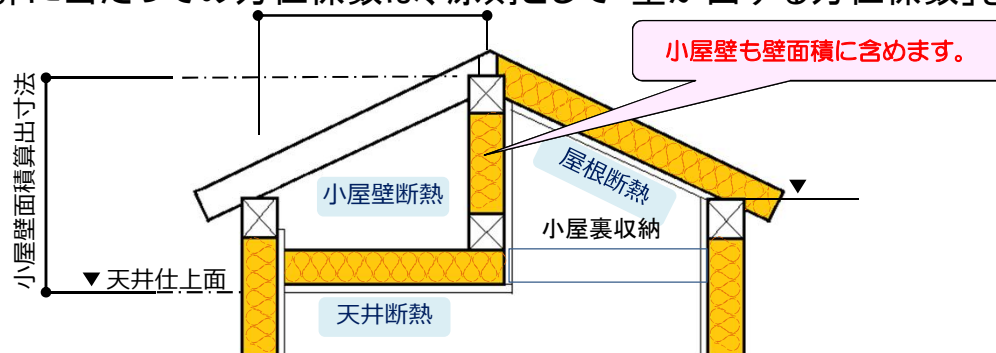 小屋壁も壁面積に含めます。
小屋壁面積算出寸法
屋根断熱
小屋壁断熱
▼
小屋裏収納
▼ 天井仕上面
天井断熱